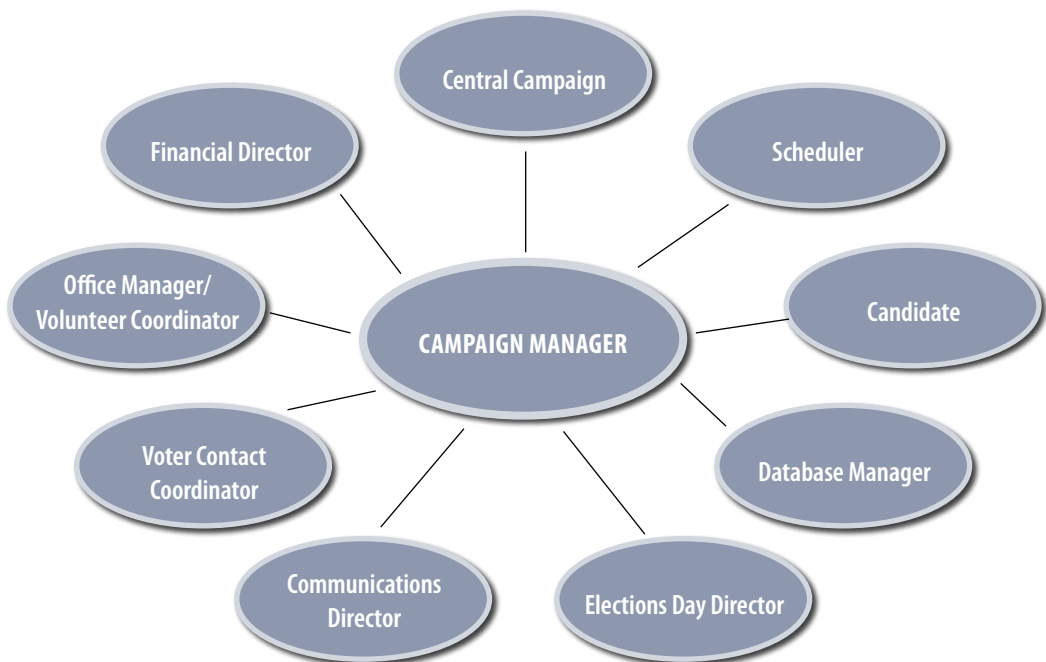 Central Campaign
Financial Director
Scheduler
Office Manager/
Volunteer Coordinator
Candidate
CAMPAIGN MANAGER
Voter Contact
Coordinator
Database Manager
Communications
Director
Elections Day Director